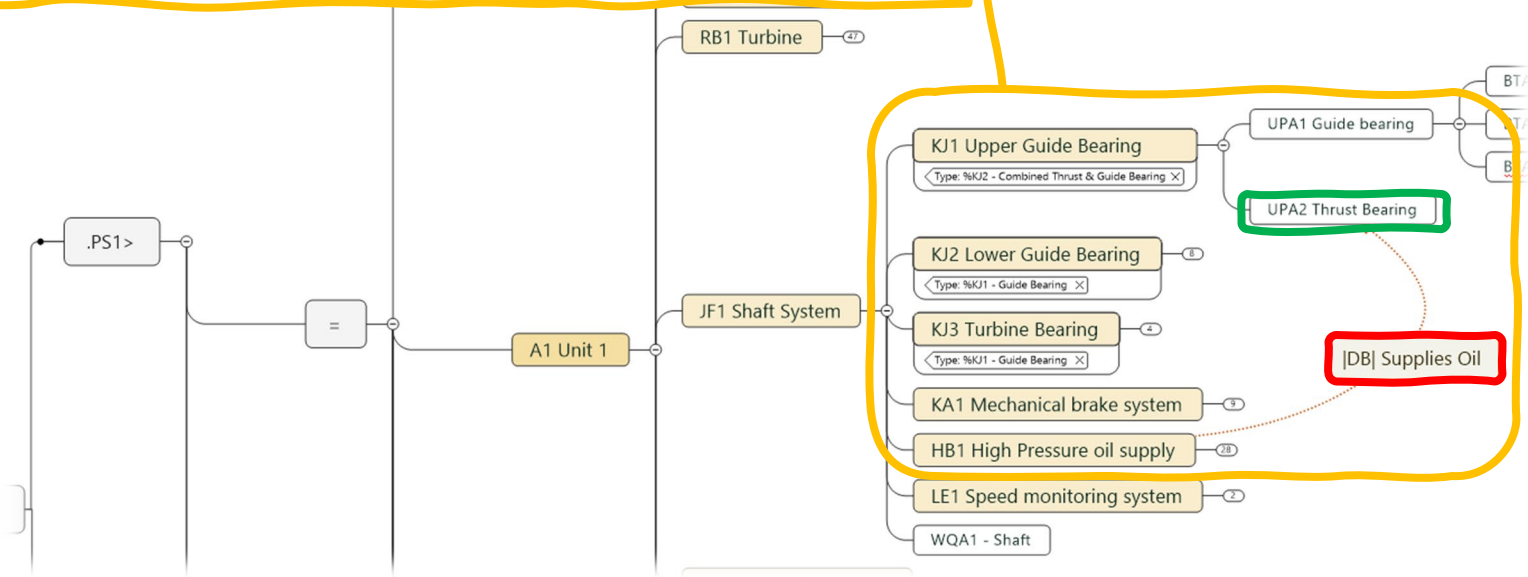 RB1 Turbine
47
BTA
UPA1 Guide bearing
BTA
KJ1 Upper Guide Bearing
Type: %KJ2 - Combined Thrust & Guide Bearing
UPA2 Thrust Bearing
.PS1>
KJ2 Lower Guide Bearing
8
Type: %KJ1 - Guide Bearing
JF1 Shaft System
=
KJ3 Turbine Bearing
4
Type: %KJ1 - Guide Bearing
A1 Unit 1
|DB| Supplies Oil
KA1 Mechanical brake system
9
HB1 High Pressure oil supply
28
LE1 Speed monitoring system
2
WQA1 - Shaft